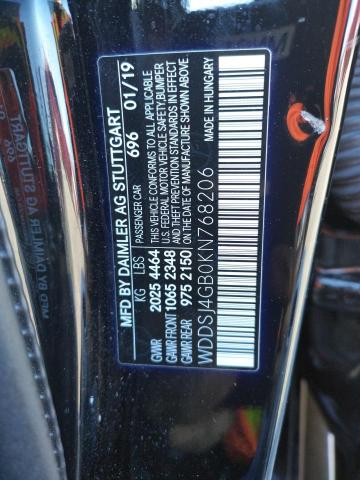 MFD BY DAIMLER AG STUTTGART
PASSENGER CAR 696 01/19
KG LBS
GVWR 2025 4464
GAWR FRONT 1065 2348
GAWR REAR 975 2150
THIS VEHICLE CONFORMS TO ALL APPLICABLE
U.S. FEDERAL MOTOR VEHICLE SAFETY, BUMPER
AND THEFT PREVENTION STANDARDS IN EFFECT
ON THE DATE OF MANUFACTURE SHOWN ABOVE
WDDSJ4GB0KN768206
MADE IN HUNGARY